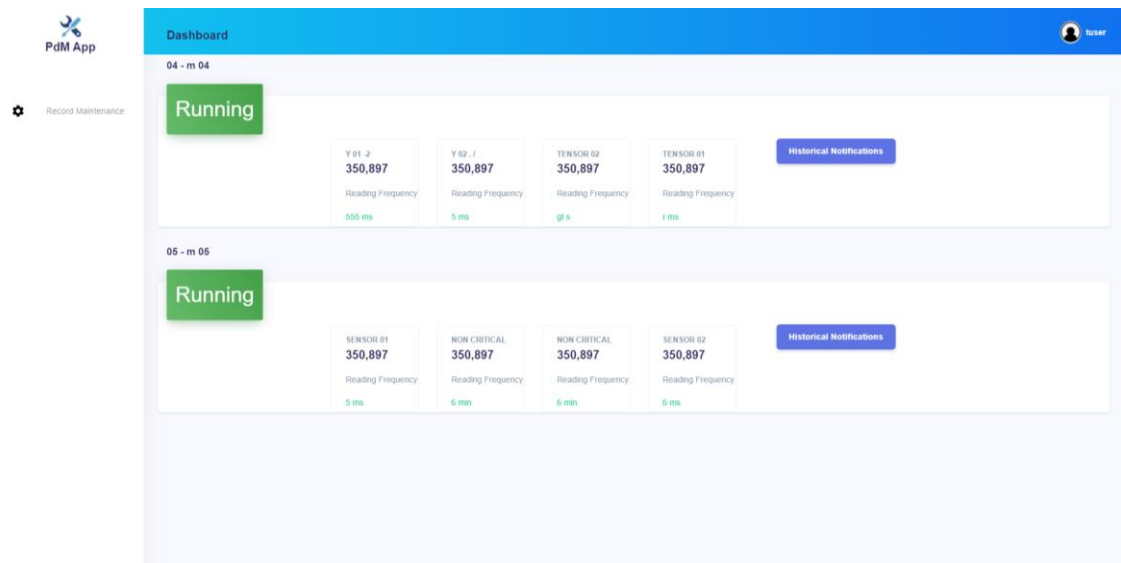 PdM App
Dashboard
tuser
Record Maintenance
04 - m 04
Running
Y 01 -2
350,897
Reading Frequency
555 ms
Y 02 . /
350,897
Reading Frequency
5 ms
TENSOR 02
350,897
Reading Frequency
gt s
TENSOR 01
350,897
Reading Frequency
r ms
Historical Notifications
05 - m 05
Running
SENSOR 01
350,897
Reading Frequency
5 ms
NON CRITICAL
350,897
Reading Frequency
6 min
NON CRITICAL
350,897
Reading Frequency
6 min
SENSOR 02
350,897
Reading Frequency
6 ms
Historical Notifications